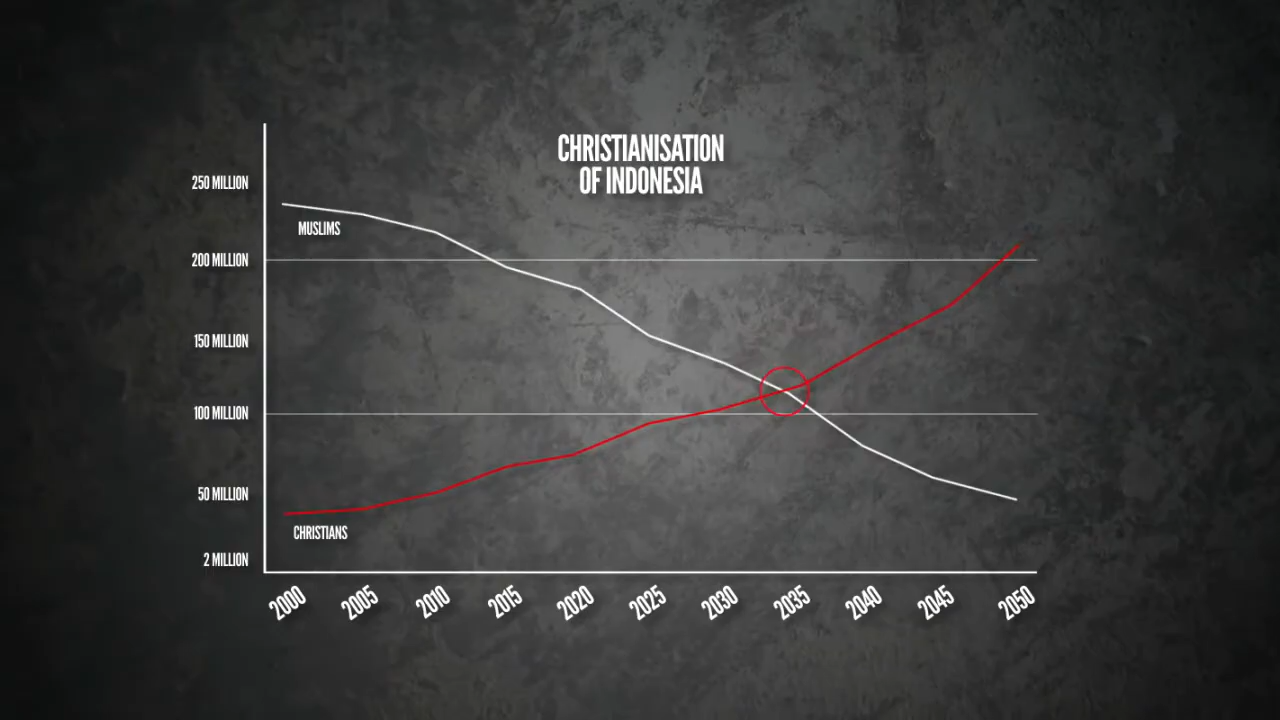 CHRISTIANISATION
OF INDONESIA
250 MILLION
MUSLIMS
200 MILLION
150 MILLION
100 MILLION
50 MILLION
CHRISTIANS
2 MILLION
2000 2005 2010 2015 2020 2025 2030 2035 2040 2045 2050